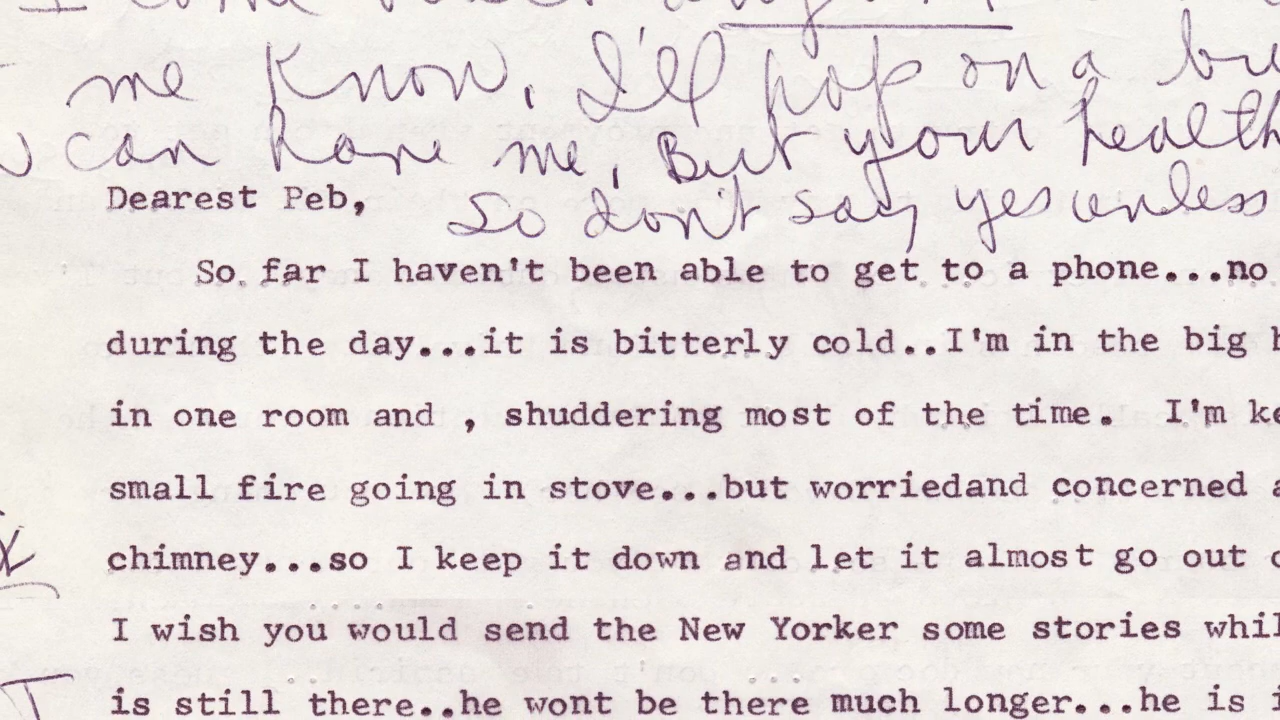 me know, I'll pop on a
can have me, But your health
Dearest Peb,
So don't say yes unless
So far I haven't been able to get to a phone...no
during the day...it is bitterly cold..I'm in the big
in one room and , shuddering most of the time.  I'm
small fire going in stove...but worriedand concerned
chimney...so I keep it down and let it almost go out
I wish you would send the New Yorker some stories
is still there..he wont be there much longer...he is